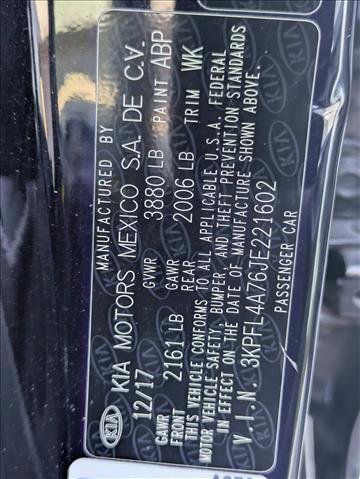 MANUFACTURED BY
KIA KIA MOTORS MEXICO S.A. DE C.V.
12/17 GVWR 3880 LB PAINT ABP
GAWR FRONT 2161 LB GAWR REAR 2006 LB TRIM WK
THIS VEHICLE CONFORMS TO ALL APPLICABLE U.S.A. FEDERAL
MOTOR VEHICLE SAFETY, BUMPER, AND THEFT PREVENTION STANDARDS
IN EFFECT ON THE DATE OF MANUFACTURE SHOWN ABOVE.
V.I.N. 3KPFL4A76JE221602
PASSENGER CAR